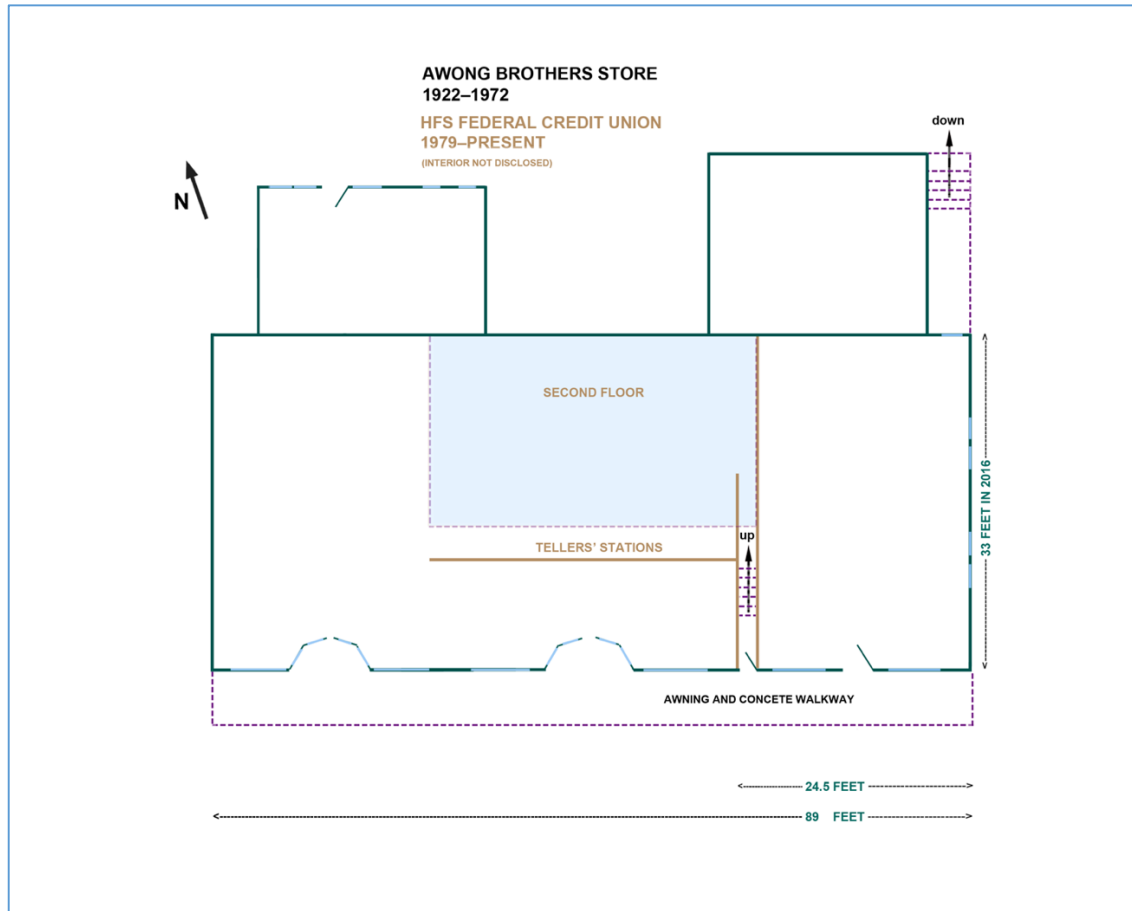 AWONG BROTHERS STORE
1922–1972
HFS FEDERAL CREDIT UNION
1979–PRESENT
(INTERIOR NOT DISCLOSED)
down
N
SECOND FLOOR
33 FEET IN 2016
up
TELLERS' STATIONS
AWNING AND CONCETE WALKWAY
24.5 FEET
89 FEET